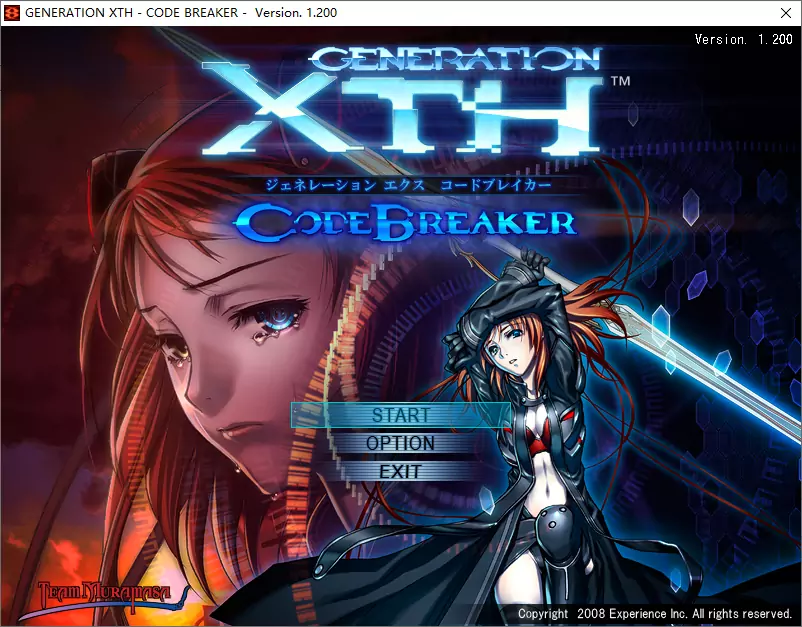 GENERATION XTH - CODE BREAKER -  Version. 1.200
Version. 1.200
GENERATION
XTH™
ジェネレーション エクス　コードブレイカー
CODE BREAKER
START
OPTION
EXIT
TEAM MURAMASA
Copyright  2008 Experience Inc. All rights reserved.